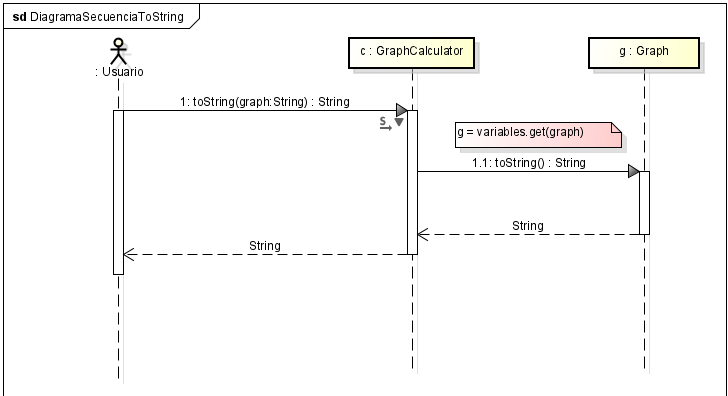 sd DiagramaSecuenciaToString
: Usuario
c : GraphCalculator
g : Graph
1: toString(graph:String) : String
S
g = variables.get(graph)
1.1: toString() : String
String
String